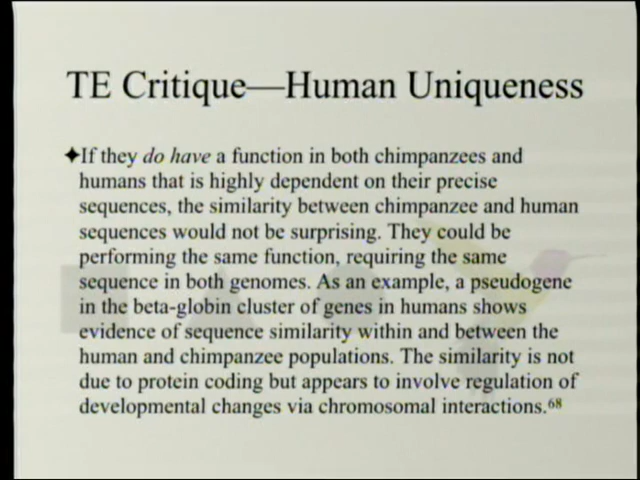 TE Critique—Human Uniqueness
✦If they do have a function in both chimpanzees and
humans that is highly dependent on their precise
sequences, the similarity between chimpanzee and human
sequences would not be surprising. They could be
performing the same function, requiring the same
sequence in both genomes. As an example, a pseudogene
in the beta-globin cluster of genes in humans shows
evidence of sequence similarity within and between the
human and chimpanzee populations. The similarity is not
due to protein coding but appears to involve regulation of
developmental changes via chromosomal interactions.⁶⁸